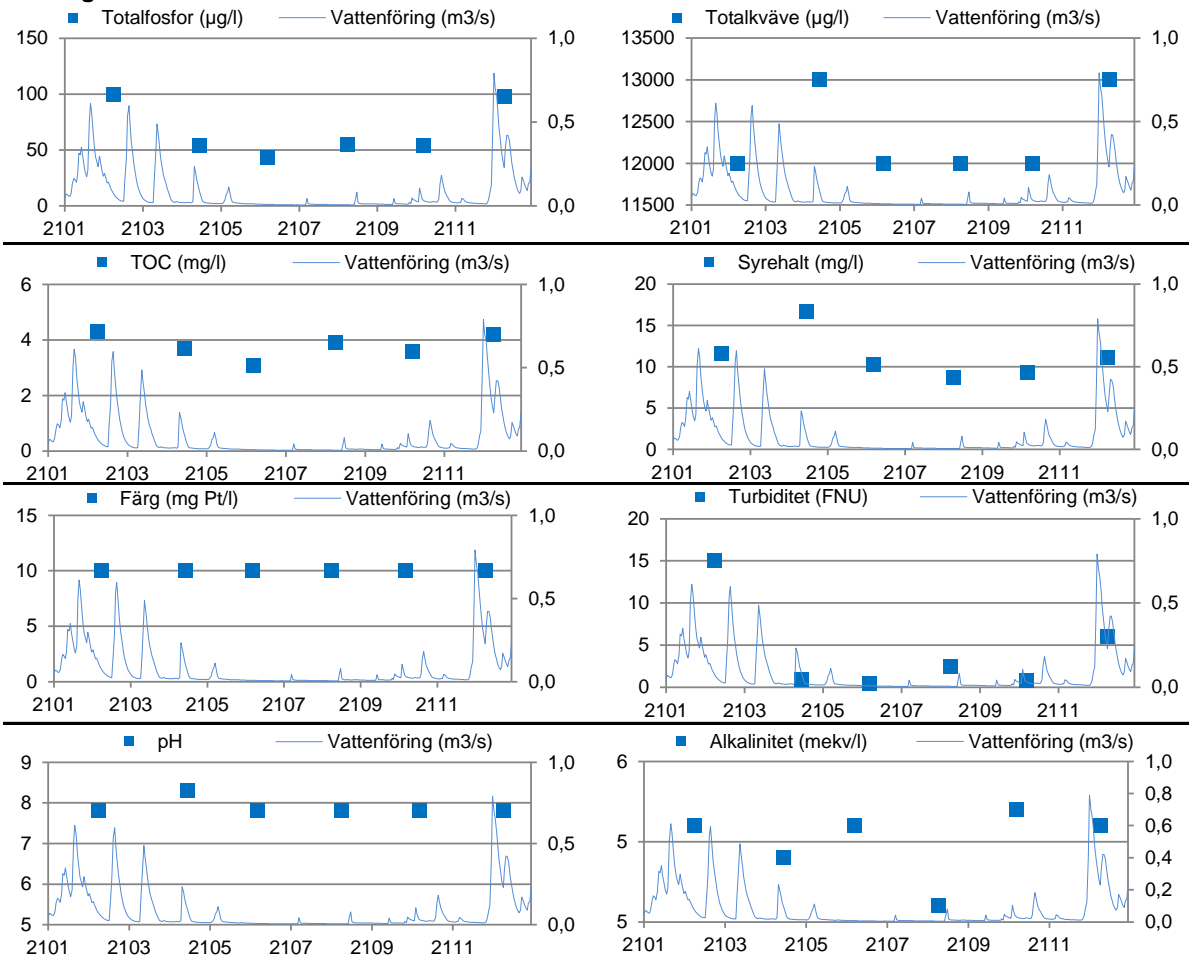 Totalfosfor (µg/l) Vattenföring (m3/s)
150 1,0
100
0,5
50
0 0,0
2101 2103 2105 2107 2109 2111
Totalkväve (µg/l) Vattenföring (m3/s)
13500 1,0
13000
12500 0,5
12000
11500 0,0
2101 2103 2105 2107 2109 2111
TOC (mg/l) Vattenföring (m3/s)
6 1,0
4
0,5
2
0 0,0
2101 2103 2105 2107 2109 2111
Syrehalt (mg/l) Vattenföring (m3/s)
20 1,0
15
10 0,5
5
0 0,0
2101 2103 2105 2107 2109 2111
Färg (mg Pt/l) Vattenföring (m3/s)
15 1,0
10
0,5
5
0 0,0
2101 2103 2105 2107 2109 2111
Turbiditet (FNU) Vattenföring (m3/s)
20 1,0
15
10 0,5
5
0 0,0
2101 2103 2105 2107 2109 2111
pH Vattenföring (m3/s)
9 1,0
8
7 0,5
6
5 0,0
2101 2103 2105 2107 2109 2111
Alkalinitet (mekv/l) Vattenföring (m3/s)
6 1,0
0,8
5 0,6
0,4
0,2
5 0,0
2101 2103 2105 2107 2109 2111